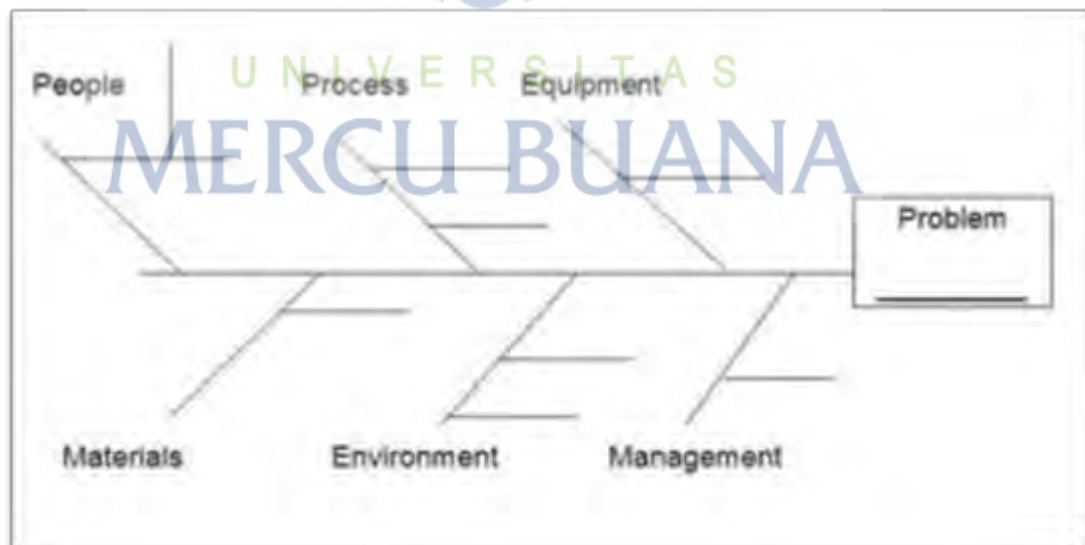 UNIVERSITAS
MERCU BUANA
People
Process
Equipment
Problem
Materials
Environment
Management